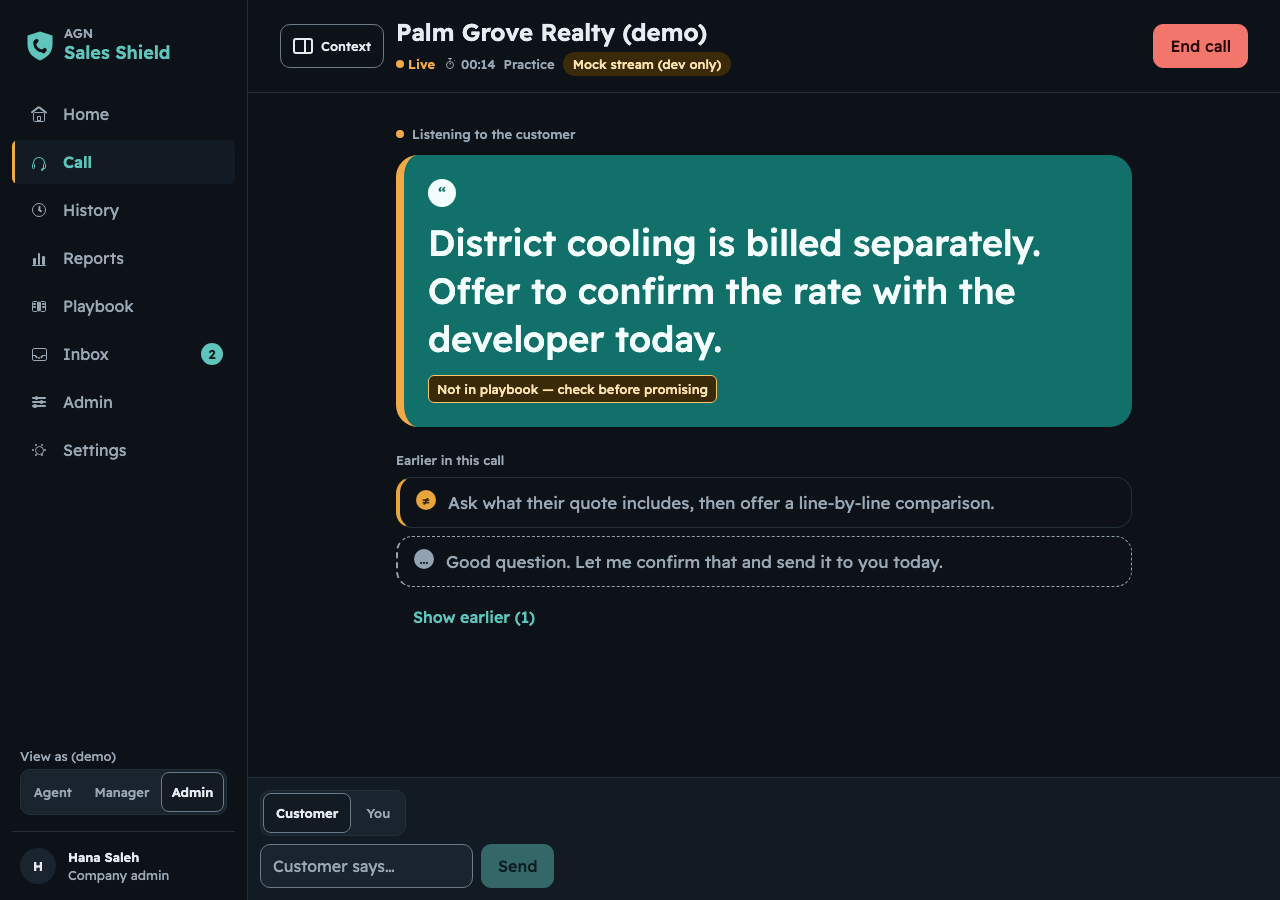 AGN
Sales Shield
Home
Call
History
Reports
Playbook
Inbox
2
Admin
Settings
View as (demo)
Agent
Manager
Admin
H
Hana Saleh
Company admin
Context
Palm Grove Realty (demo)
Live
00:14
Practice
Mock stream (dev only)
End call
Listening to the customer
“
District cooling is billed separately.
Offer to confirm the rate with the
developer today.
Not in playbook — check before promising
Earlier in this call
≠
Ask what their quote includes, then offer a line-by-line comparison.
…
Good question. Let me confirm that and send it to you today.
Show earlier (1)
Customer
You
Customer says…
Send